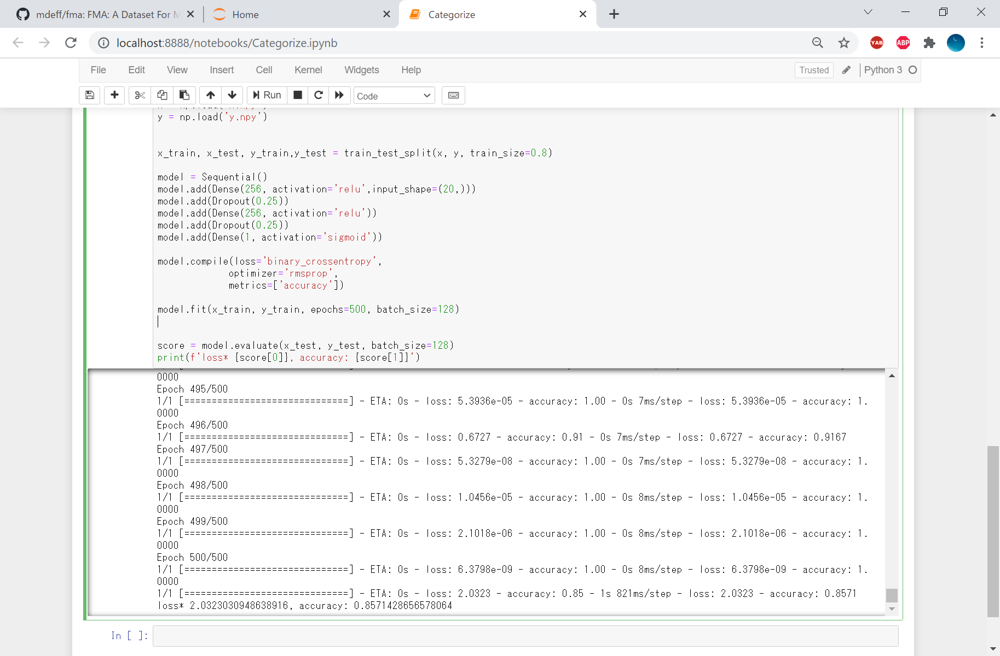 mdeff/fma: FMA: A Dataset For M
Home
Categorize
localhost:8888/notebooks/Categorize.ipynb
YAB
ABP
File Edit View Insert Cell Kernel Widgets Help
Trusted
Python 3
Run
Code
y = np.load('y.npy')
x_train, x_test, y_train,y_test = train_test_split(x, y, train_size=0.8)
model = Sequential()
model.add(Dense(256, activation='relu',input_shape=(20,)))
model.add(Dropout(0.25))
model.add(Dense(256, activation='relu'))
model.add(Dropout(0.25))
model.add(Dense(1, activation='sigmoid'))
model.compile(loss='binary_crossentropy',
optimizer='rmsprop',
metrics=['accuracy'])
model.fit(x_train, y_train, epochs=500, batch_size=128)
score = model.evaluate(x_test, y_test, batch_size=128)
print(f'loss* {score[0]}, accuracy: {score[1]}')
0000
Epoch 495/500
1/1 [==============================] - ETA: 0s - loss: 5.3936e-05 - accuracy: 1.00 - 0s 7ms/step - loss: 5.3936e-05 - accuracy: 1.
0000
Epoch 496/500
1/1 [==============================] - ETA: 0s - loss: 0.6727 - accuracy: 0.91 - 0s 7ms/step - loss: 0.6727 - accuracy: 0.9167
Epoch 497/500
1/1 [==============================] - ETA: 0s - loss: 5.3279e-08 - accuracy: 1.00 - 0s 7ms/step - loss: 5.3279e-08 - accuracy: 1.
0000
Epoch 498/500
1/1 [==============================] - ETA: 0s - loss: 1.0456e-05 - accuracy: 1.00 - 0s 8ms/step - loss: 1.0456e-05 - accuracy: 1.
0000
Epoch 499/500
1/1 [==============================] - ETA: 0s - loss: 2.1018e-06 - accuracy: 1.00 - 0s 8ms/step - loss: 2.1018e-06 - accuracy: 1.
0000
Epoch 500/500
1/1 [==============================] - ETA: 0s - loss: 6.3798e-09 - accuracy: 1.00 - 0s 8ms/step - loss: 6.3798e-09 - accuracy: 1.
0000
1/1 [==============================] - ETA: 0s - loss: 2.0323 - accuracy: 0.85 - 1s 821ms/step - loss: 2.0323 - accuracy: 0.8571
loss* 2.0323030948638916, accuracy: 0.8571428656578064
In [ ]: